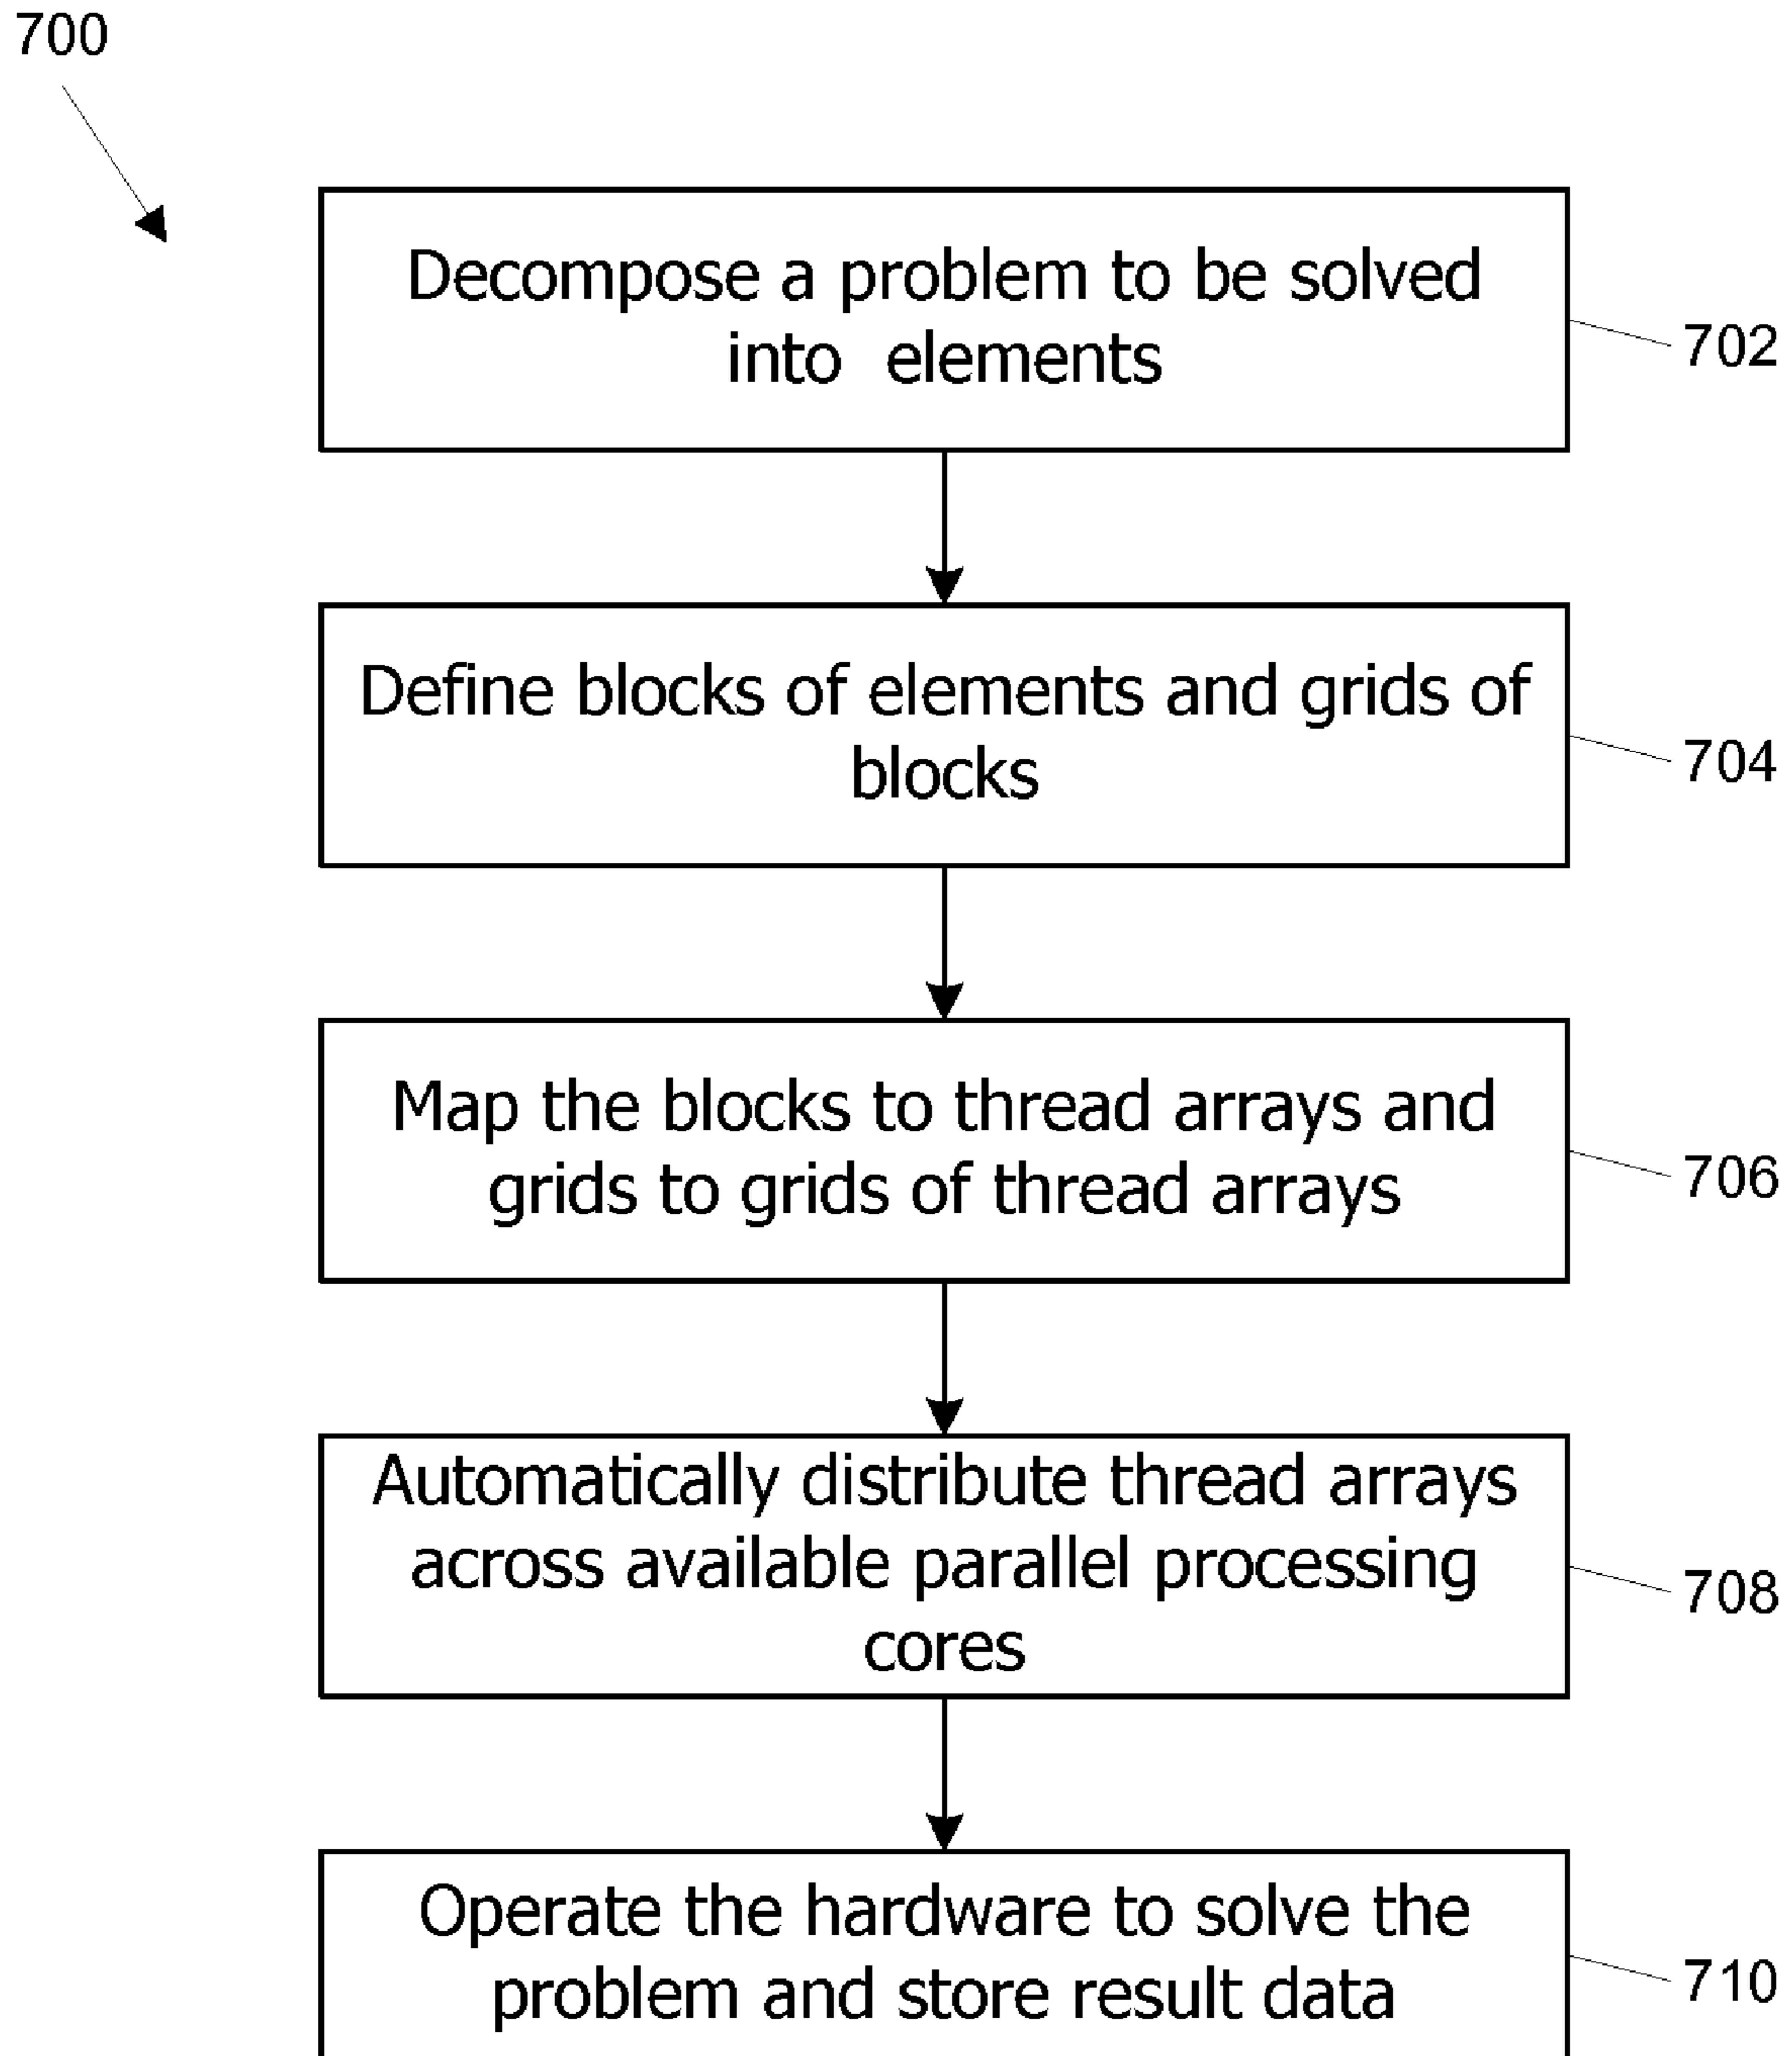 700
Decompose a problem to be solved
into elements
702
Define blocks of elements and grids of
blocks
704
Map the blocks to thread arrays and
grids to grids of thread arrays
706
Automatically distribute thread arrays
across available parallel processing
cores
708
Operate the hardware to solve the
problem and store result data
710